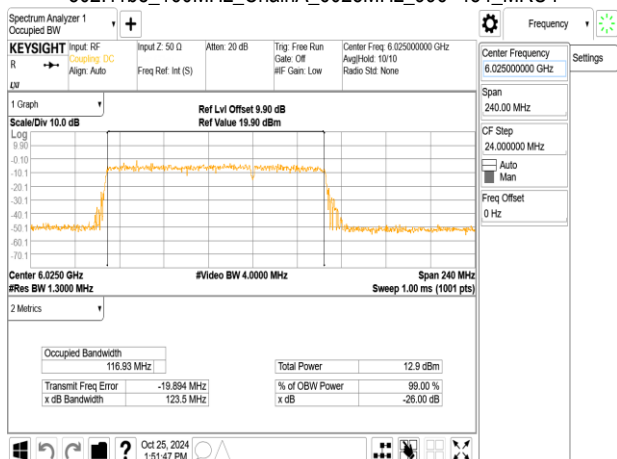 Spectrum Analyzer 1
Occupied BW
Frequency
KEYSIGHT
R
Input: RF
Coupling: DC
Align: Auto
Input Z: 50 Ω
Freq Ref: Int (S)
Atten: 20 dB
Trig: Free Run
Gate: Off
#IF Gain: Low
Center Freq: 6.025000000 GHz
Avg|Hold: 10/10
Radio Std: None
Center Frequency
6.025000000 GHz
Settings
Span
240.00 MHz
CF Step
24.000000 MHz
Auto
Man
Freq Offset
0 Hz
1 Graph
Scale/Div 10.0 dB
Ref Lvl Offset 9.90 dB
Ref Value 19.90 dBm
Log
9.90
-0.10
-10.1
-20.1
-30.1
-40.1
-50.1
-60.1
-70.1
Center 6.0250 GHz
#Video BW 4.0000 MHz
Span 240 MHz
#Res BW 1.3000 MHz
Sweep 1.00 ms (1001 pts)
2 Metrics
Occupied Bandwidth
116.93 MHz
Total Power 12.9 dBm
Transmit Freq Error -19.894 MHz
% of OBW Power 99.00 %
x dB Bandwidth 123.5 MHz
x dB -26.00 dB
?
Oct 25, 2024
1:51:47 PM